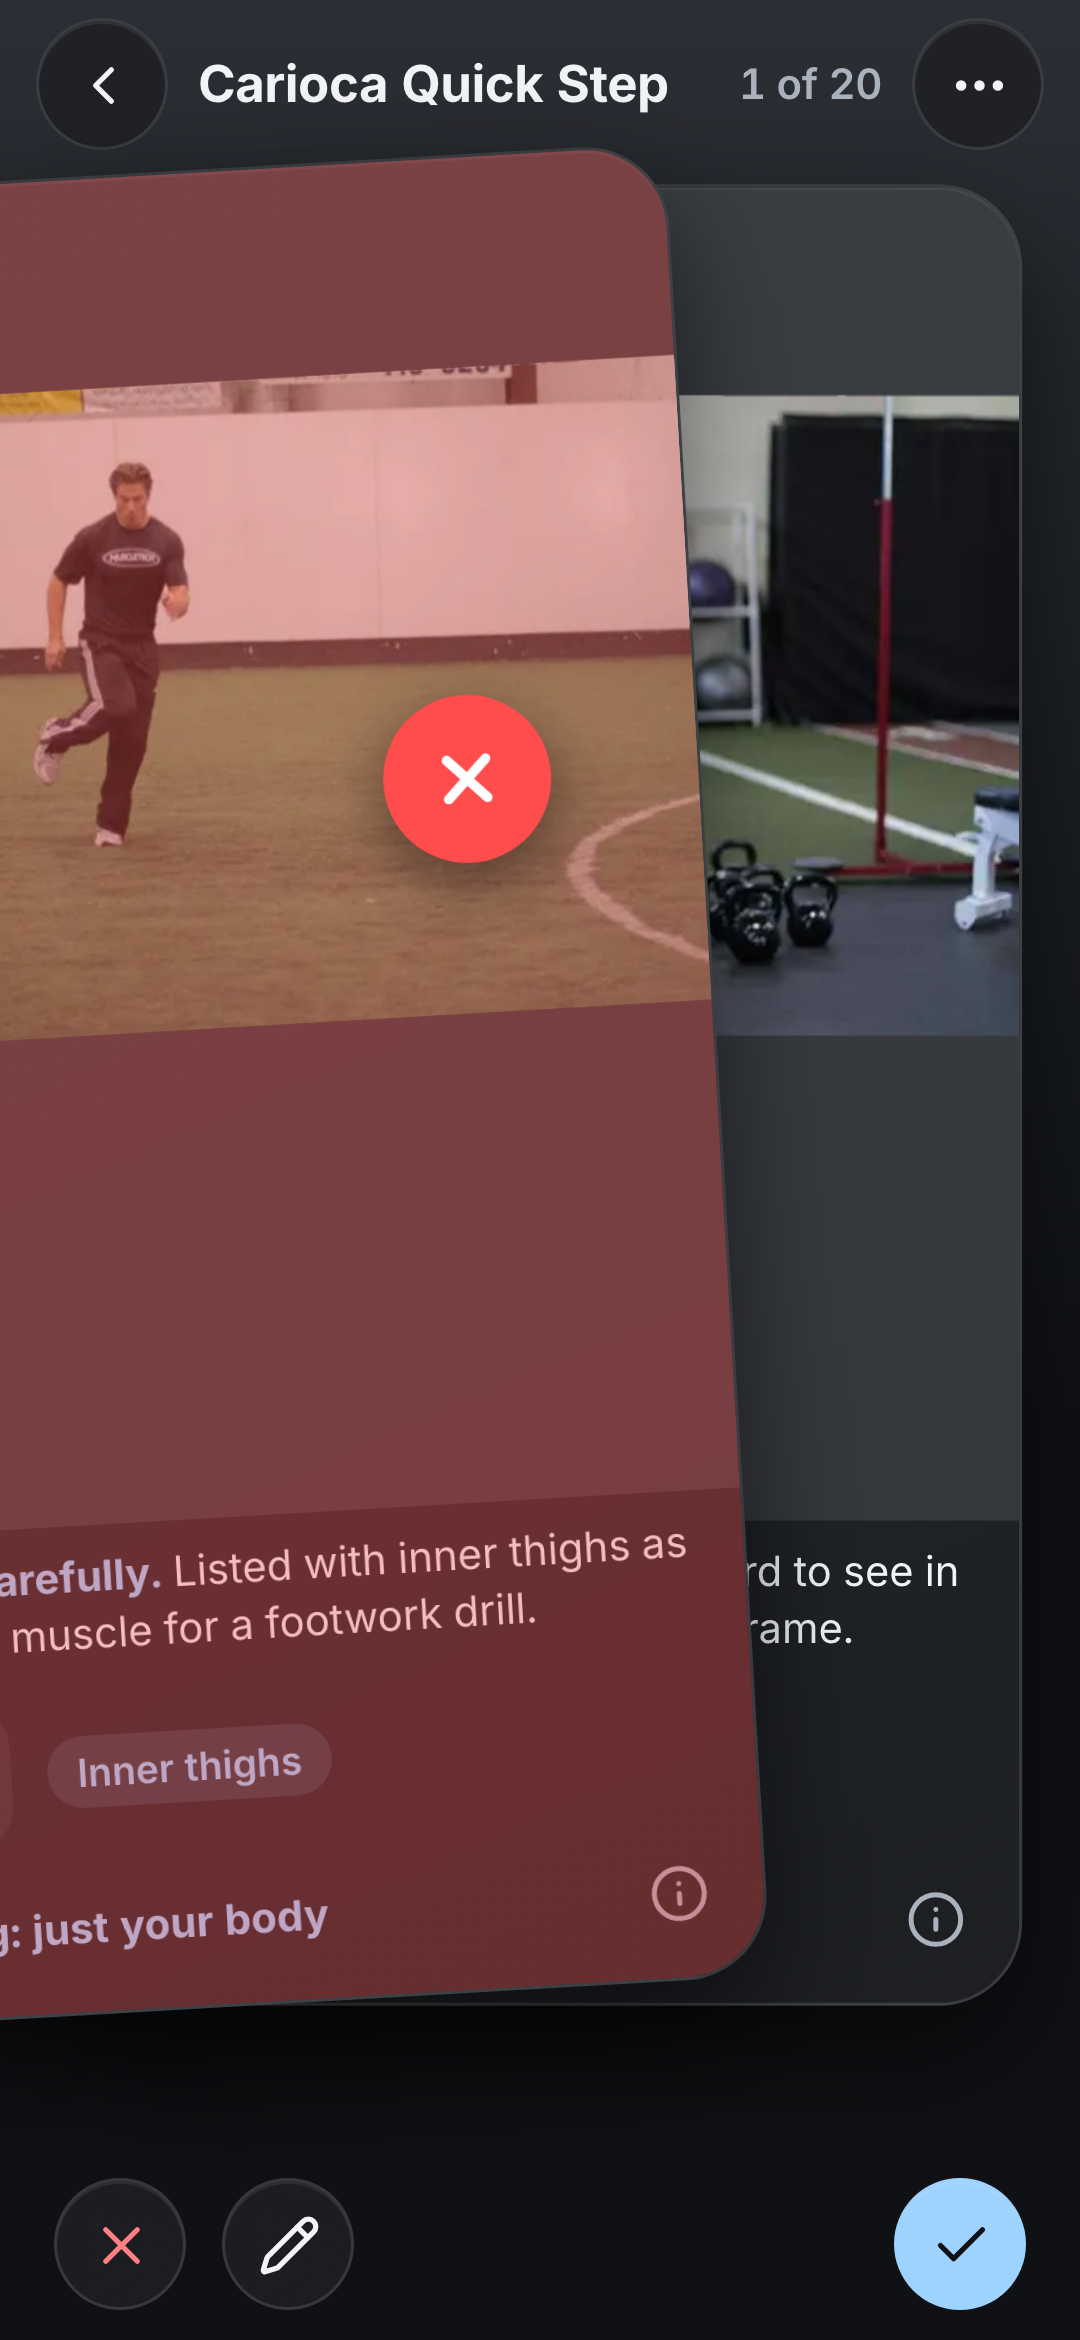 Carioca Quick Step
1 of 20
arefully. Listed with inner thighs as
muscle for a footwork drill.
Inner thighs
g: just your body
rd to see in
rame.